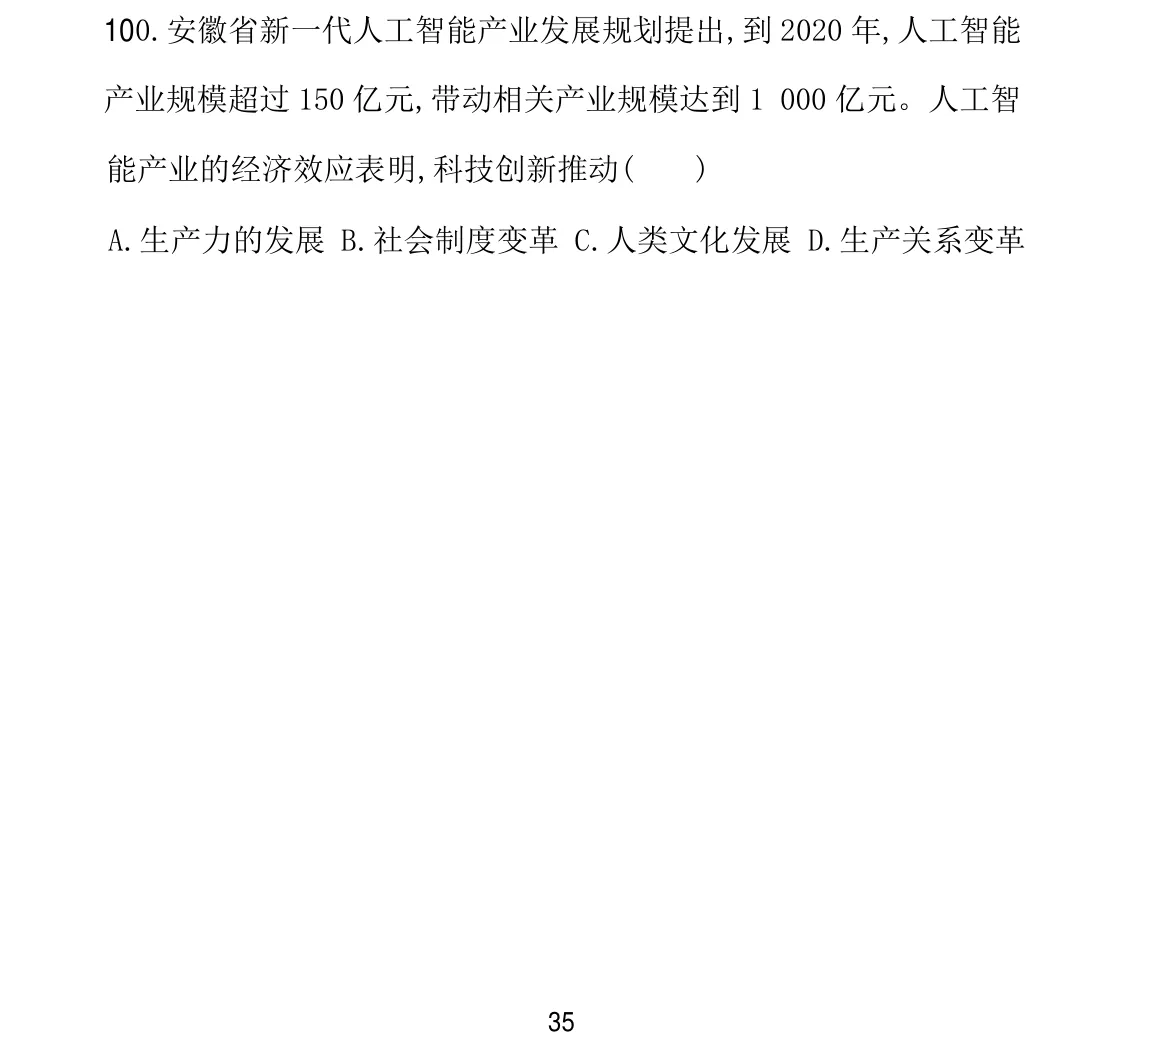 100.安徽省新一代人工智能产业发展规划提出,到 2020 年,人工智能
产业规模超过 150 亿元,带动相关产业规模达到 1 000 亿元。人工智
能产业的经济效应表明,科技创新推动(  )
A.生产力的发展 B.社会制度变革 C.人类文化发展 D.生产关系变革
35